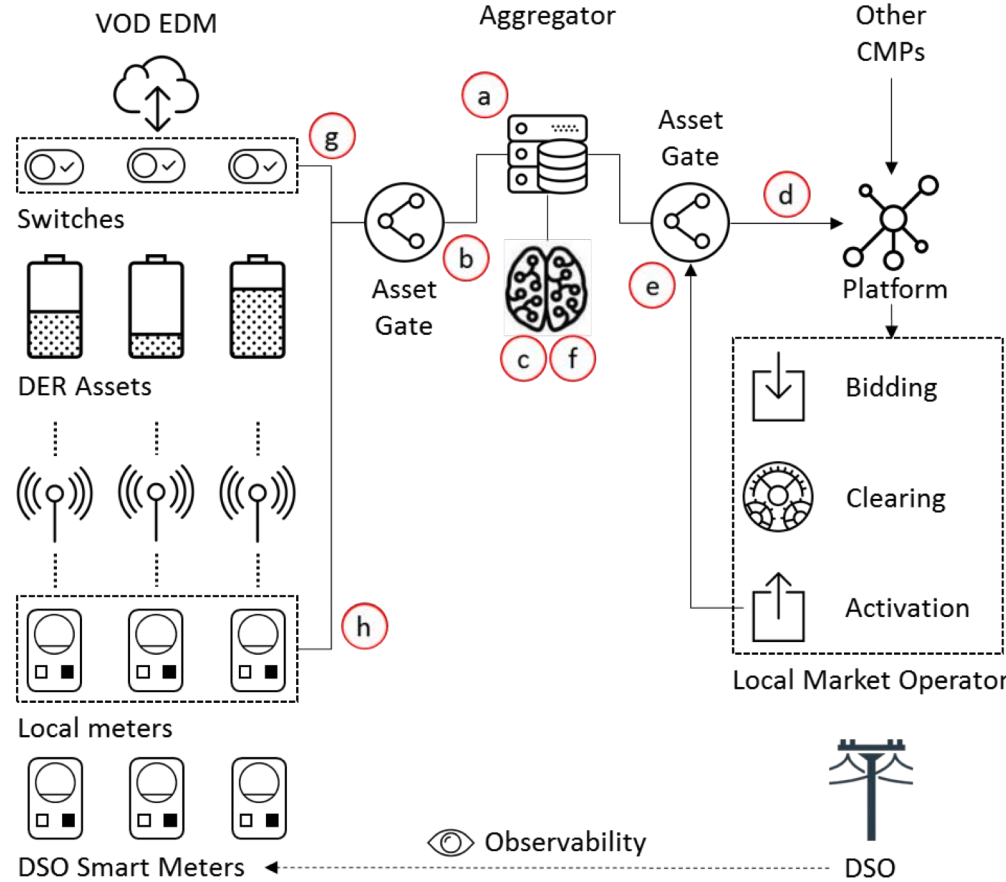 VOD EDM
Aggregator
Other
CMPs
a
g
Asset
Gate
d
Switches
b
e
Asset
Gate
Platform
c
f
DER Assets
Bidding
Clearing
Activation
h
Local Market Operator
Local meters
Observability
DSO Smart Meters
DSO